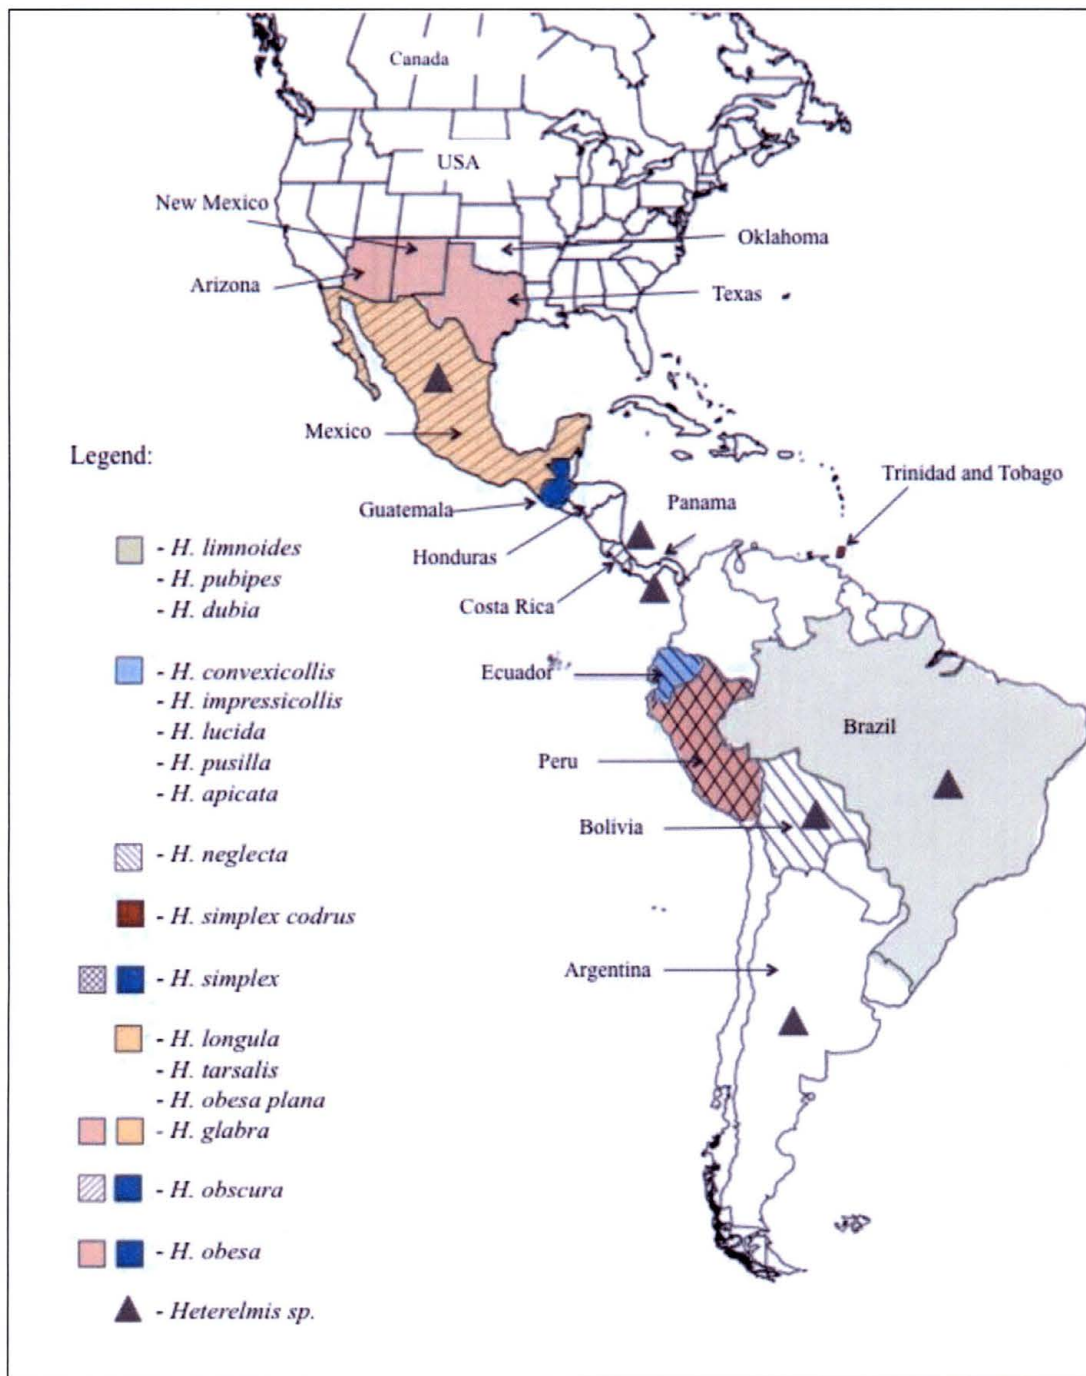 Canada
USA
New Mexico
Oklahoma
Arizona
Texas
Mexico
Legend:
Trinidad and Tobago
Guatemala
Panama
Honduras
Costa Rica
- H. limnoides
- H. pubipes
- H. dubia
Ecuador
- H. convexicollis
- H. impressicollis
- H. lucida
- H. pusilla
- H. apicata
Brazil
Peru
Bolivia
- H. neglecta
- H. simplex codrus
- H. simplex
Argentina
- H. longula
- H. tarsalis
- H. obesa plana
- H. glabra
- H. obscura
- H. obesa
- Heterelmis sp.